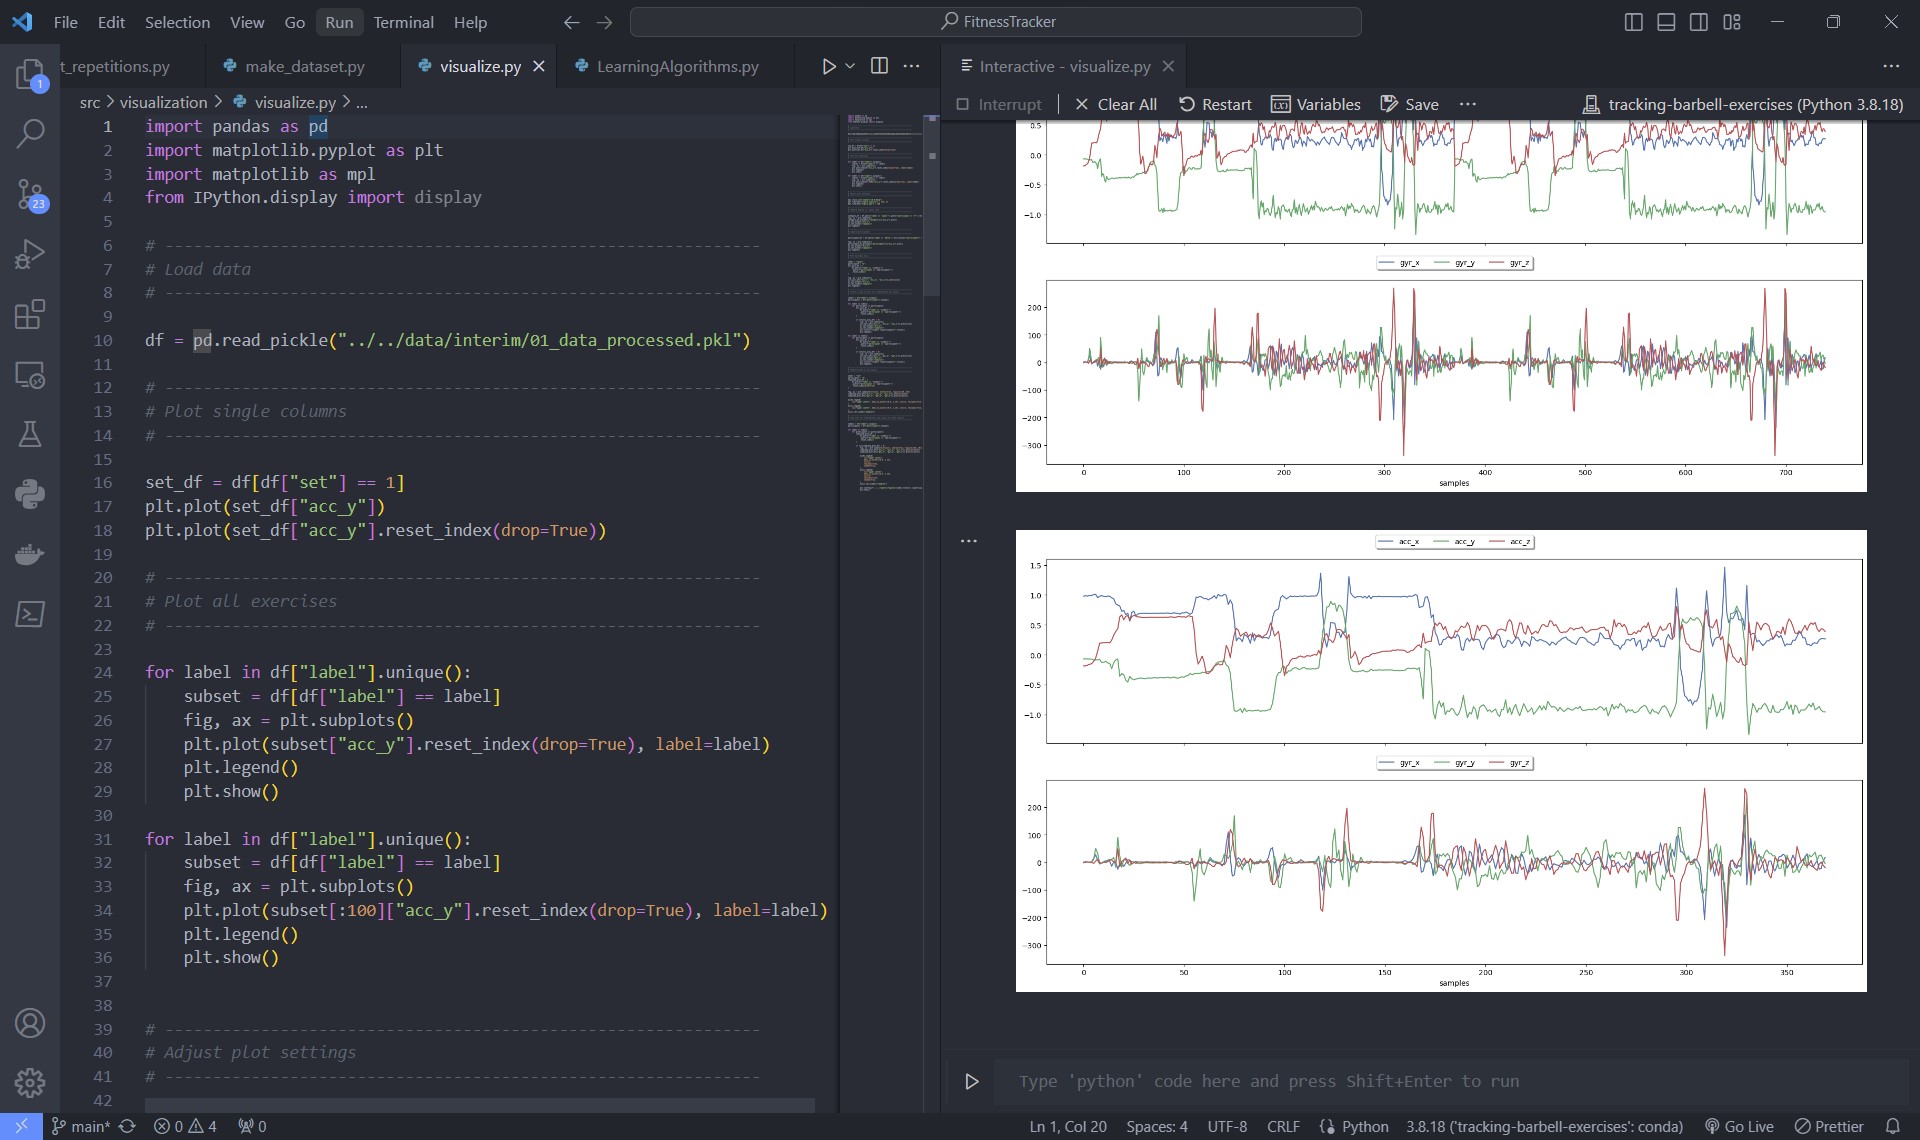 File Edit Selection View Go Run Terminal Help
FitnessTracker
t_repetitions.py make_dataset.py visualize.py LearningAlgorithms.py
Interactive - visualize.py
src > visualization > visualize.py > ...
Interrupt | Clear All Restart Variables Save ... tracking-barbell-exercises (Python 3.8.18)
1
23
1 import pandas as pd
2 import matplotlib.pyplot as plt
3 import matplotlib as mpl
4 from IPython.display import display
5
6 # --------------------------------------------------------------
7 # Load data
8 # --------------------------------------------------------------
9
10 df = pd.read_pickle("../../data/interim/01_data_processed.pkl")
11
12 # --------------------------------------------------------------
13 # Plot single columns
14 # --------------------------------------------------------------
15
16 set_df = df[df["set"] == 1]
17 plt.plot(set_df["acc_y"])
18 plt.plot(set_df["acc_y"].reset_index(drop=True))
19
20 # --------------------------------------------------------------
21 # Plot all exercises
22 # --------------------------------------------------------------
23
24 for label in df["label"].unique():
25 subset = df[df["label"] == label]
26 fig, ax = plt.subplots()
27 plt.plot(subset["acc_y"].reset_index(drop=True), label=label)
28 plt.legend()
29 plt.show()
30
31 for label in df["label"].unique():
32 subset = df[df["label"] == label]
33 fig, ax = plt.subplots()
34 plt.plot(subset[:100]["acc_y"].reset_index(drop=True), label=label)
35 plt.legend()
36 plt.show()
37
38
39 # --------------------------------------------------------------
40 # Adjust plot settings
41 # --------------------------------------------------------------
42
0.5
0.0
−0.5
−1.0
gyr_x gyr_y gyr_z
200
100
0
−100
−200
−300
0 100 200 300 400 500 600 700
samples
acc_x acc_y acc_z
1.5
1.0
0.5
0.0
−0.5
−1.0
gyr_x gyr_y gyr_z
200
100
0
−100
−200
−300
0 50 100 150 200 250 300 350
samples
Type 'python' code here and press Shift+Enter to run
main* 0 4 0 Ln 1, Col 20 Spaces: 4 UTF-8 CRLF Python 3.8.18 ('tracking-barbell-exercises': conda) Go Live Prettier